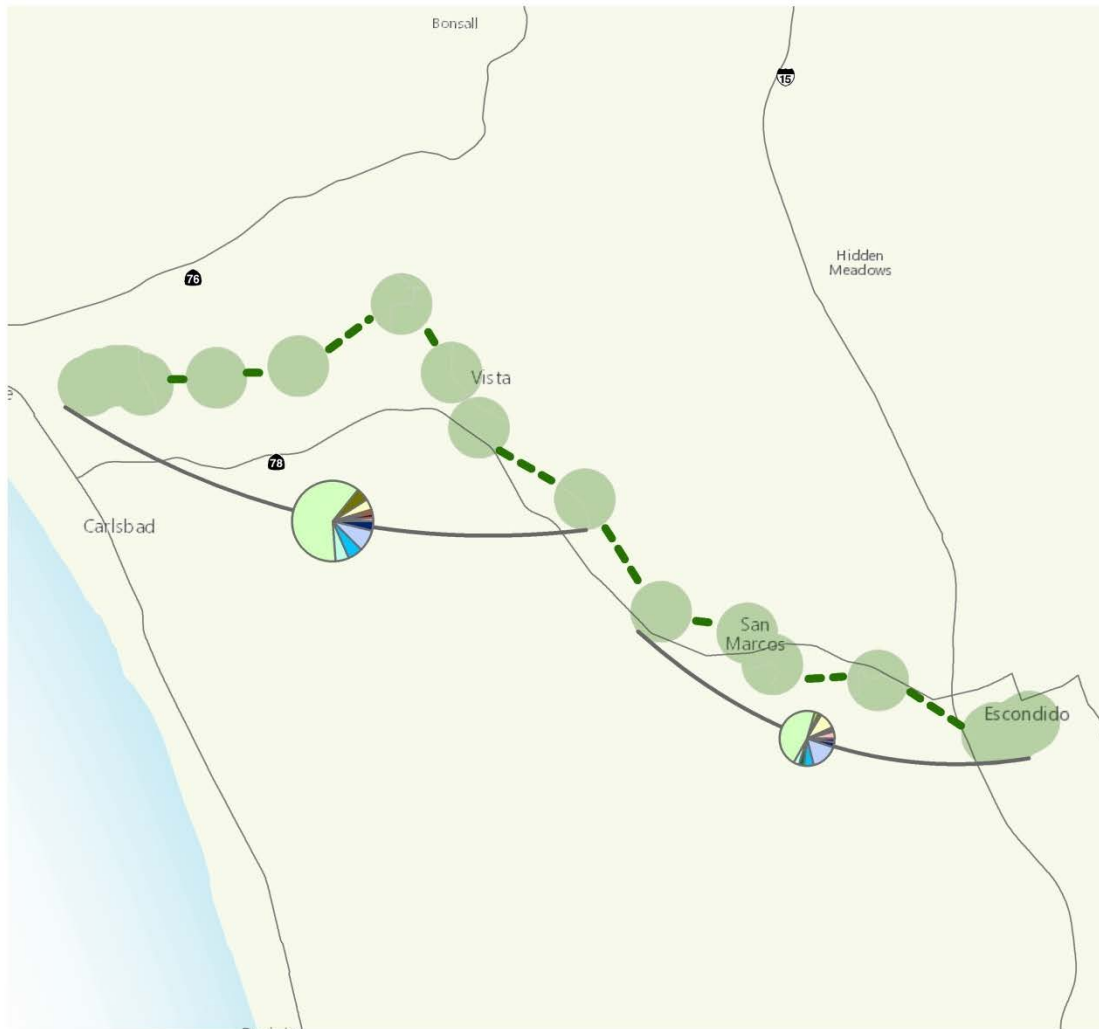 Bonsall
15
Hidden
Meadows
76
Vista
78
Carlsbad
San
Marcos
Escondido